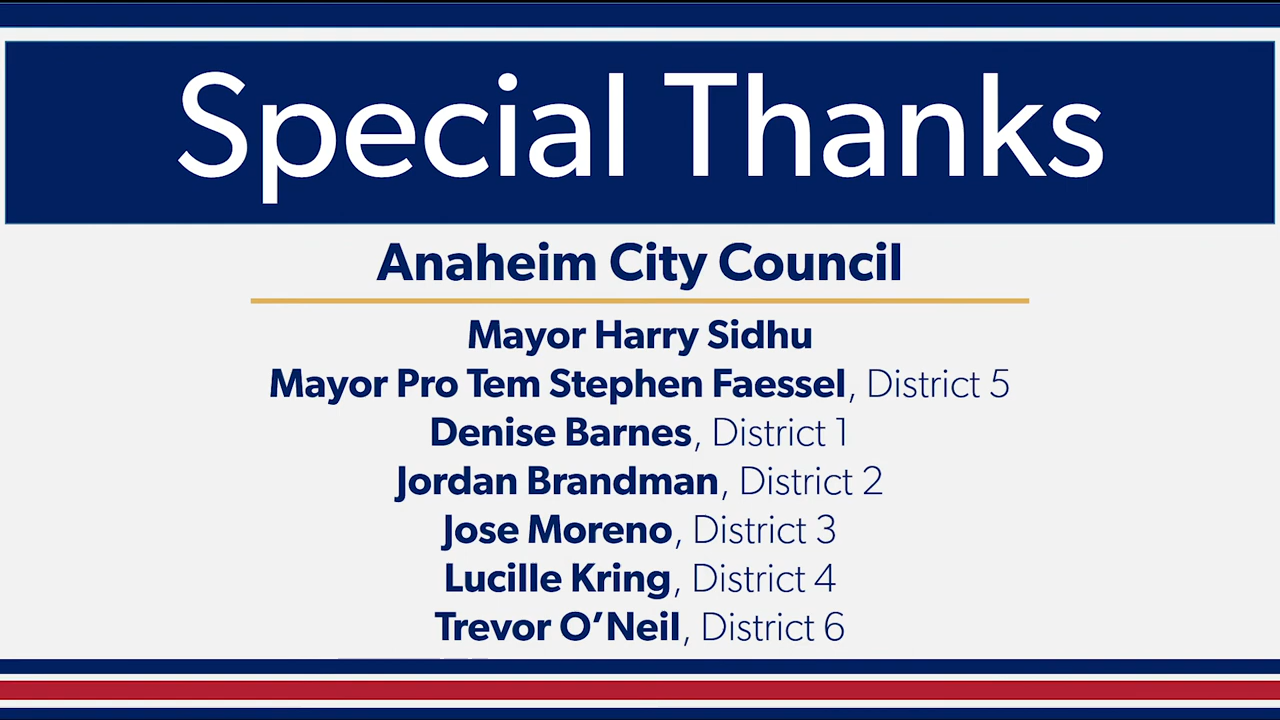 Special Thanks
Anaheim City Council
Mayor Harry Sidhu
Mayor Pro Tem Stephen Faessel, District 5
Denise Barnes, District 1
Jordan Brandman, District 2
Jose Moreno, District 3
Lucille Kring, District 4
Trevor O’Neil, District 6